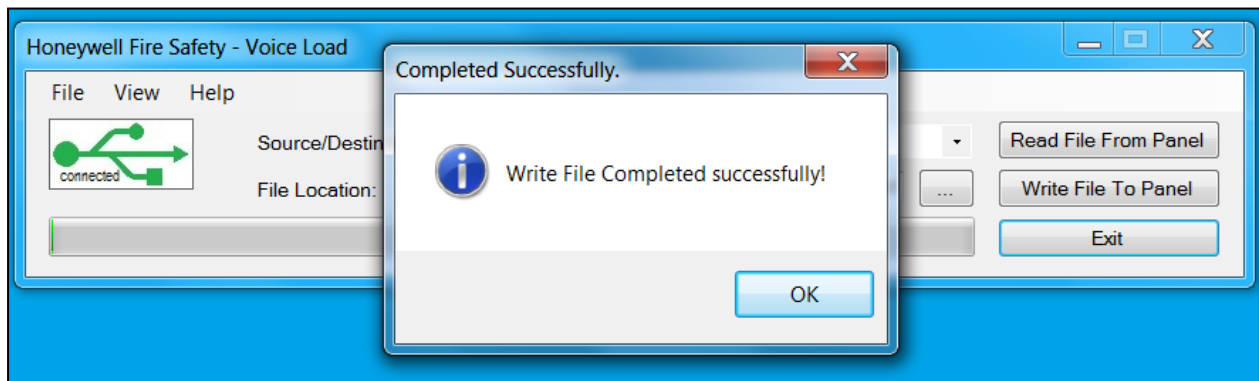 Honeywell Fire Safety - Voice Load
Completed Successfully.
File View Help
connected
Source/Destin
Read File From Panel
Write File Completed successfully!
File Location:
...
Write File To Panel
Exit
OK